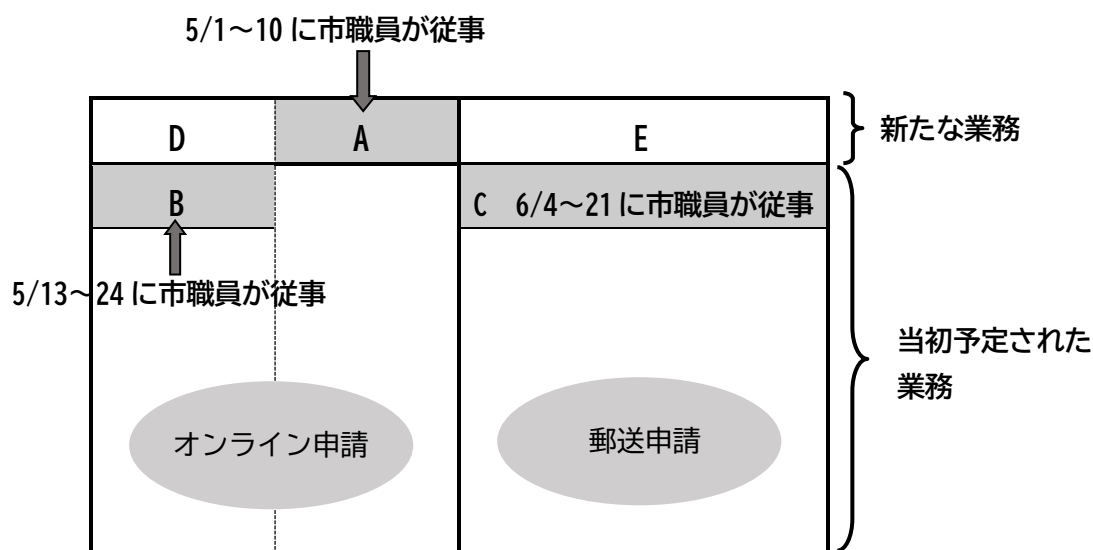 5/1～10 に市職員が従事
D
A
E
新たな業務
B
C 6/4～21 に市職員が従事
5/13～24 に市職員が従事
当初予定された
業務
オンライン申請
郵送申請